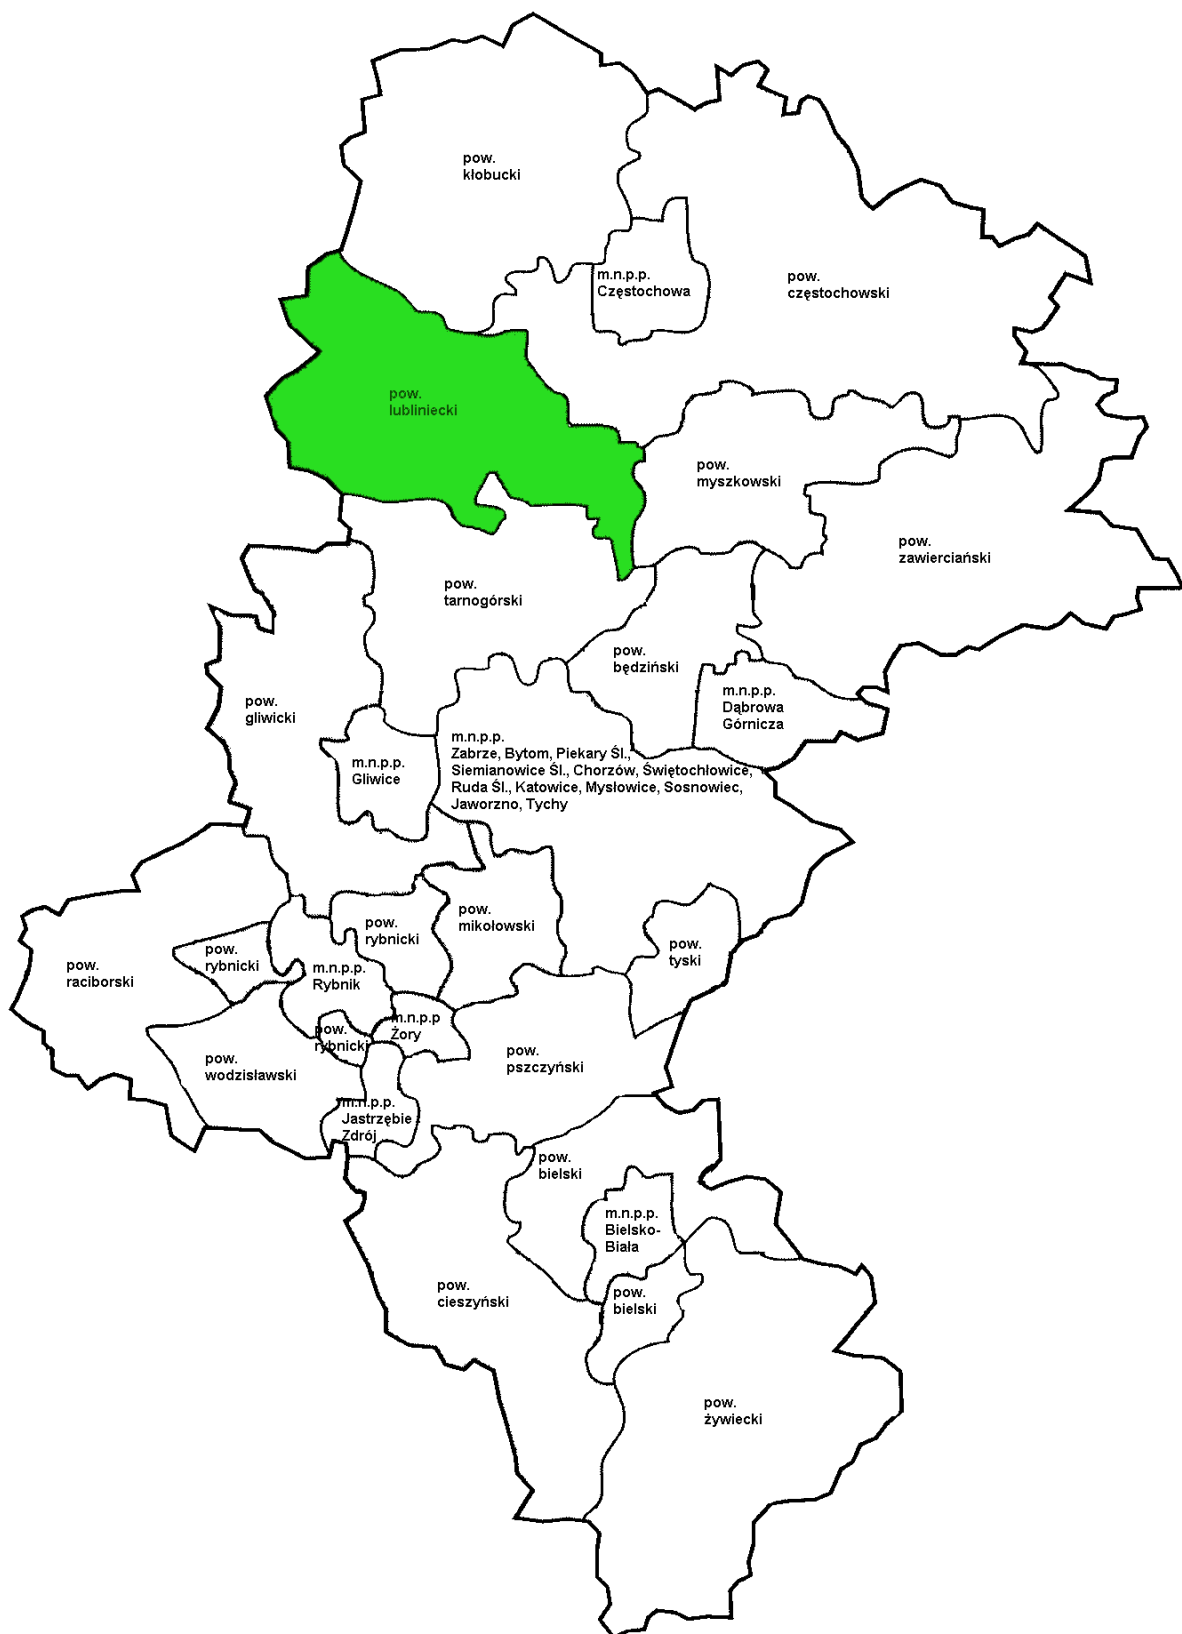 pow.
kłobucki
m.n.p.p.
Częstochowa
pow.
częstochowski
pow.
lubliniecki
pow.
myszkowski
pow.
zawierciański
pow.
tarnogórski
pow.
będziński
m.n.p.p.
Dąbrowa
Górnicza
pow.
gliwicki
m.n.p.p.
Gliwice
m.n.p.p.
Zabrze, Bytom, Piekary Śl.,
Siemianowice Śl., Chorzów, Świętochłowice,
Ruda Śl., Katowice, Mysłowice, Sosnowiec,
Jaworzno, Tychy
pow.
mikołowski
pow.
rybnicki
pow.
tyski
pow.
rybnicki
pow.
raciborski
m.n.p.p.
Rybnik
m.n.p.p
Żory
pow.
rybnicki
pow.
pszczyński
pow.
wodzisławski
m.n.p.p.
Jastrzębie
Zdrój
pow.
bielski
m.n.p.p.
Bielsko-
Biała
pow.
cieszyński
pow.
bielski
pow.
żywiecki